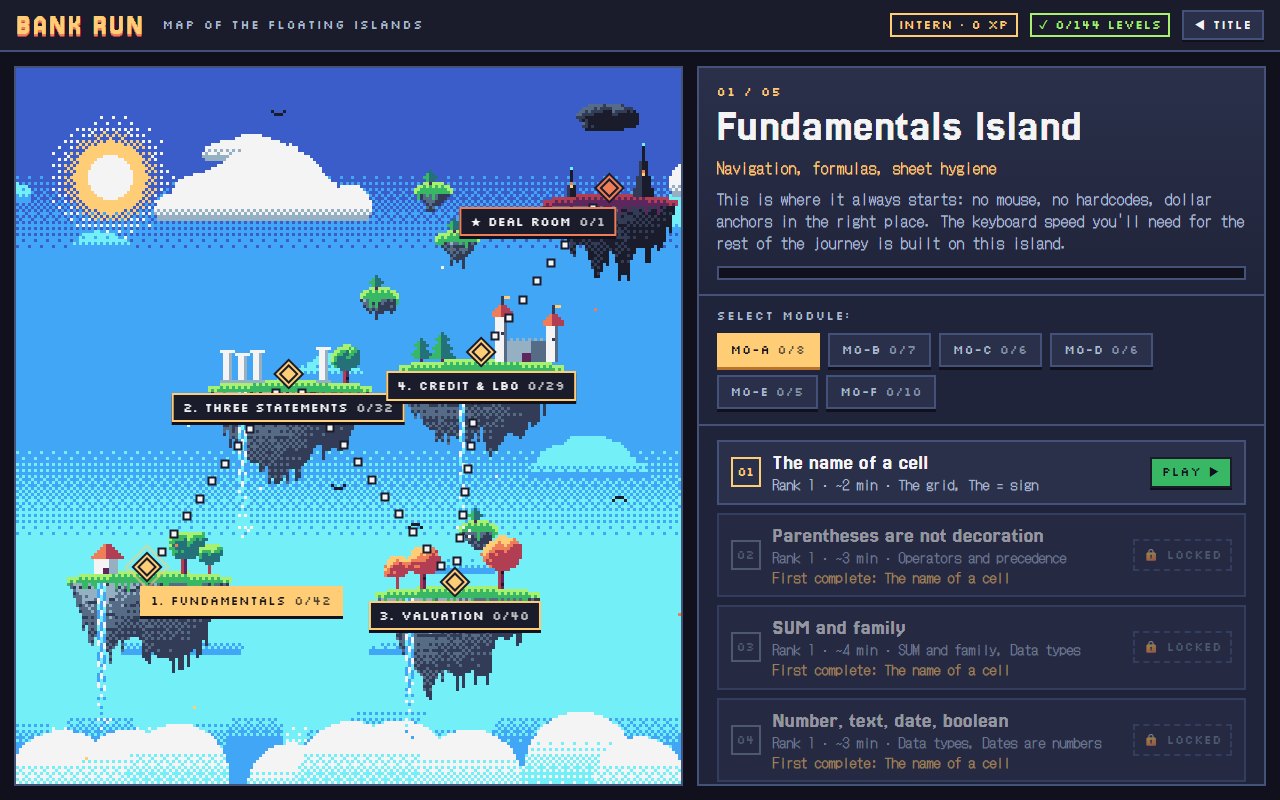 BANK RUN
MAP OF THE FLOATING ISLANDS
INTERN · 0 XP
✓ 0/144 LEVELS
◀ TITLE
★ DEAL ROOM 0/1
4. CREDIT & LBO 0/29
2. THREE STATEMENTS 0/32
1. FUNDAMENTALS 0/42
3. VALUATION 0/40
01 / 05
Fundamentals Island
Navigation, formulas, sheet hygiene
This is where it always starts: no mouse, no hardcodes, dollar
anchors in the right place. The keyboard speed you'll need for the
rest of the journey is built on this island.
SELECT MODULE:
M0-A 0/8
M0-B 0/7
M0-C 0/6
M0-D 0/6
M0-E 0/5
M0-F 0/10
01
The name of a cell
Rank 1 · ~2 min · The grid, The = sign
PLAY ▶
02
Parentheses are not decoration
Rank 1 · ~3 min · Operators and precedence
First complete: The name of a cell
LOCKED
03
SUM and family
Rank 1 · ~4 min · SUM and family, Data types
First complete: The name of a cell
LOCKED
04
Number, text, date, boolean
Rank 1 · ~3 min · Data types, Dates are numbers
First complete: The name of a cell
LOCKED